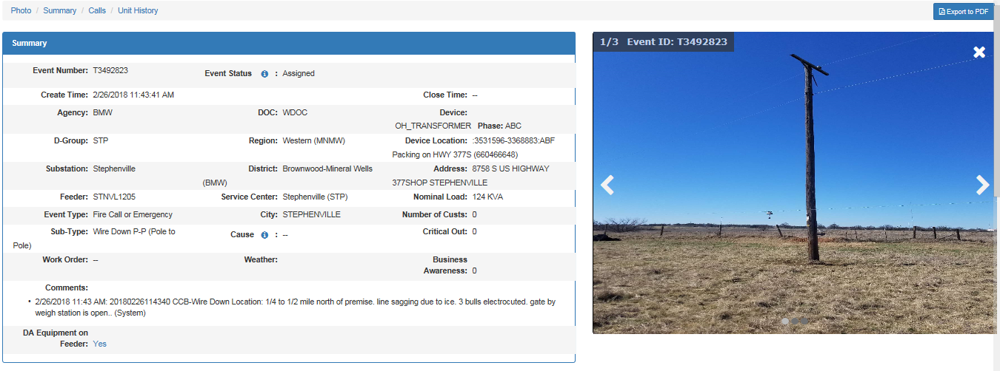 Photo / Summary / Calls / Unit History
Export to PDF
Summary
Event Number: T3492823
Event Status : Assigned
Create Time: 2/26/2018 11:43:41 AM
Close Time: --
Agency: BMW
DOC: WDOC
Device:
OH_TRANSFORMER Phase: ABC
D-Group: STP
Region: Western (MNMW)
Device Location: :3531596-3368883:ABF
Packing on HWY 377S (660466648)
Substation: Stephenville
District: Brownwood-Mineral Wells
(BMW)
Address: 8758 S US HIGHWAY
377SHOP STEPHENVILLE
Feeder: STNVL1205
Service Center: Stephenville (STP)
Nominal Load: 124 KVA
Event Type: Fire Call or Emergency
City: STEPHENVILLE
Number of Custs: 0
Sub-Type: Wire Down P-P (Pole to
Pole)
Cause : --
Critical Out: 0
Work Order: --
Weather:
Business
Awareness: 0
Comments:
• 2/26/2018 11:43 AM: 20180226114340 CCB-Wire Down Location: 1/4 to 1/2 mile north of premise. line sagging due to ice. 3 bulls electrocuted. gate by
weigh station is open.. (System)
DA Equipment on
Feeder: Yes
1/3 Event ID: T3492823